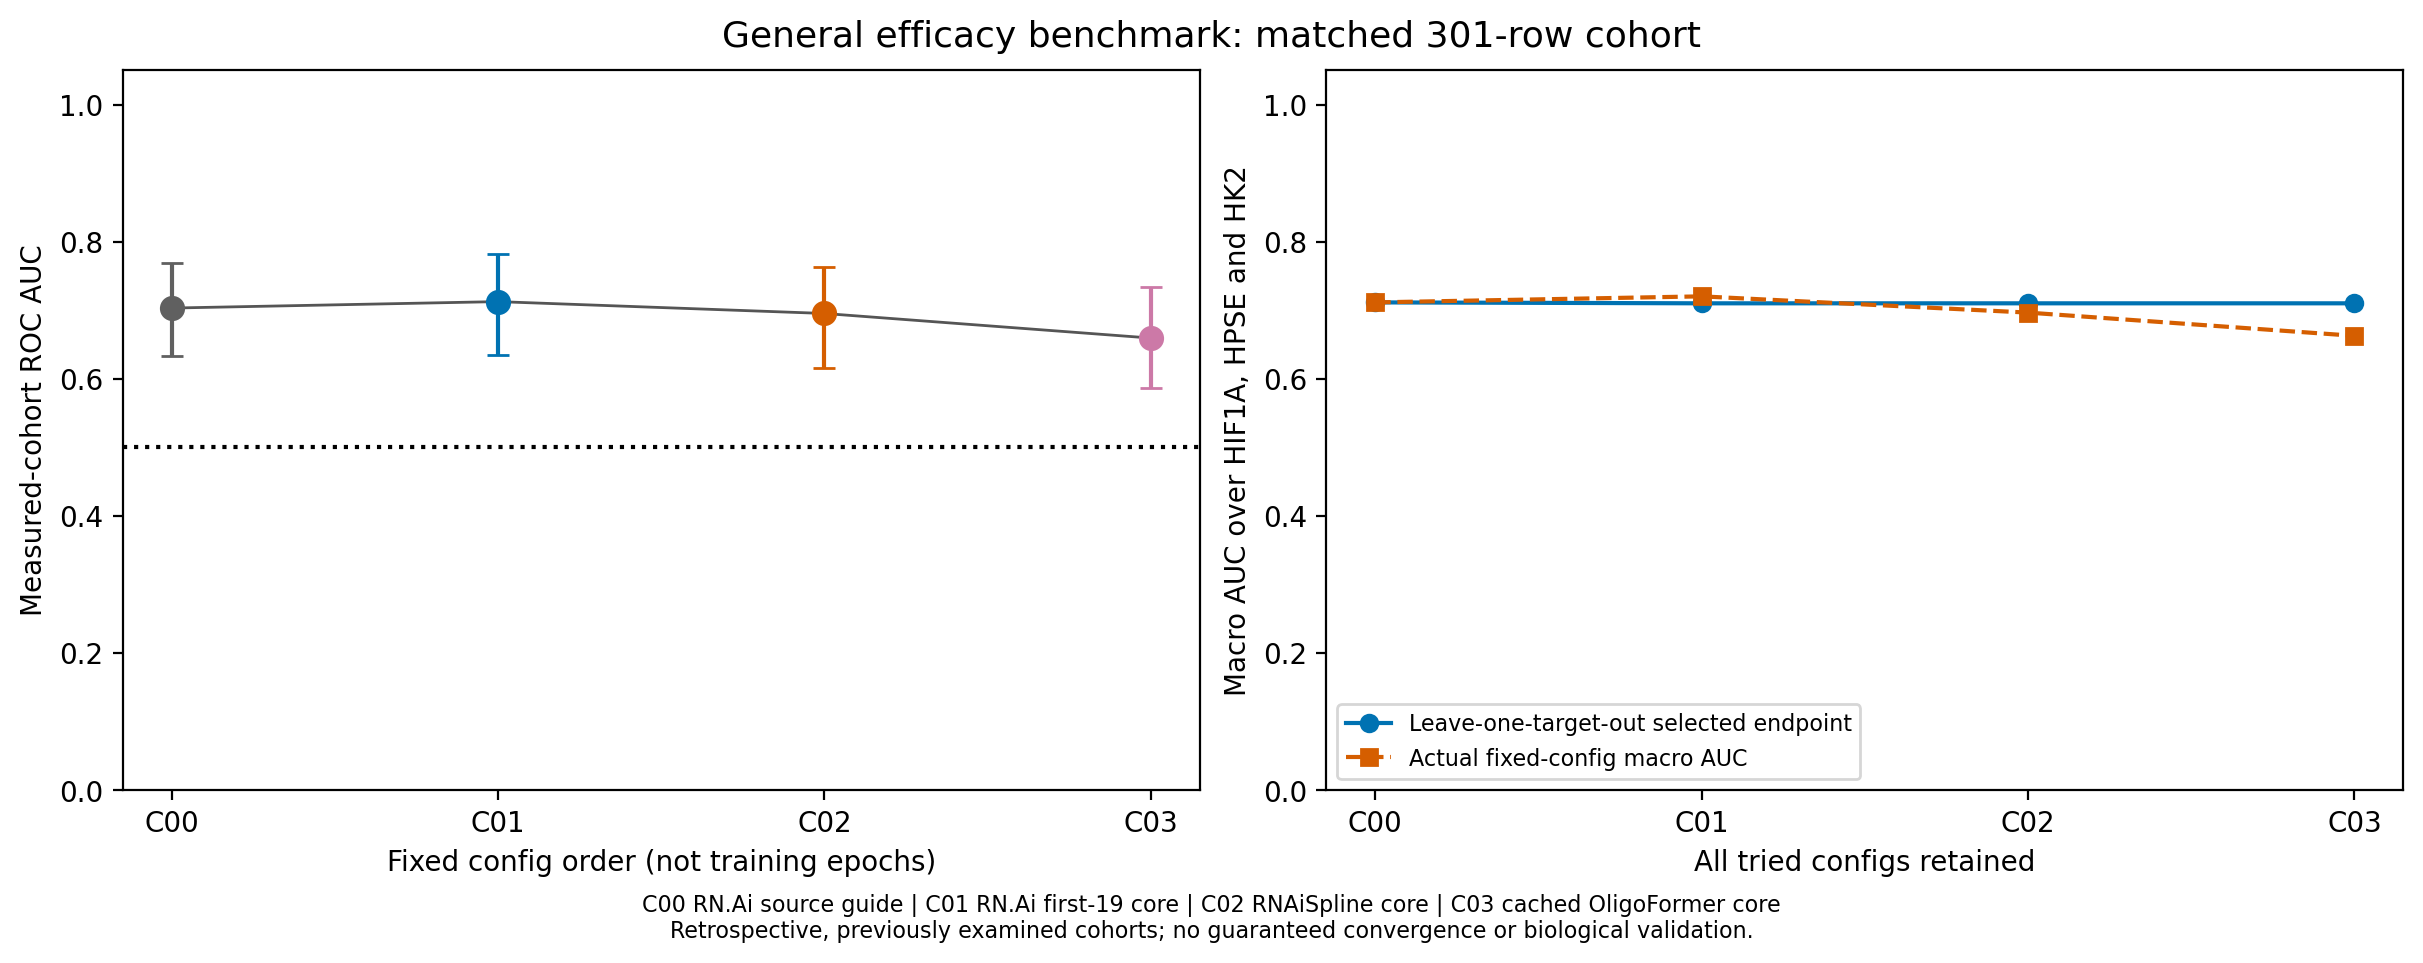 General efficacy benchmark: matched 301-row cohort
Measured-cohort ROC AUC
1.0
0.8
0.6
0.4
0.2
0.0
C00
C01
C02
C03
Fixed config order (not training epochs)
Macro AUC over HIF1A, HPSE and HK2
1.0
0.8
0.6
0.4
0.2
0.0
Leave-one-target-out selected endpoint
Actual fixed-config macro AUC
C00
C01
C02
C03
All tried configs retained
C00 RN.Ai source guide | C01 RN.Ai first-19 core | C02 RNAiSpline core | C03 cached OligoFormer core
Retrospective, previously examined cohorts; no guaranteed convergence or biological validation.